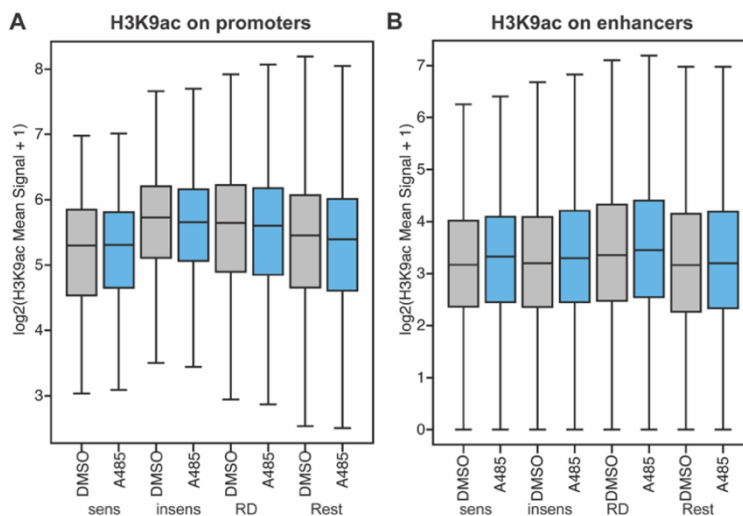 A H3K9ac on promoters
log2(H3K9ac Mean Signal + 1)
8
7
6
5
4
3
DMSO A485 DMSO A485 DMSO A485 DMSO A485
sens insens RD Rest
B H3K9ac on enhancers
log2(H3K9ac Mean Signal + 1)
7
6
5
4
3
2
1
0
DMSO A485 DMSO A485 DMSO A485 DMSO A485
sens insens RD Rest